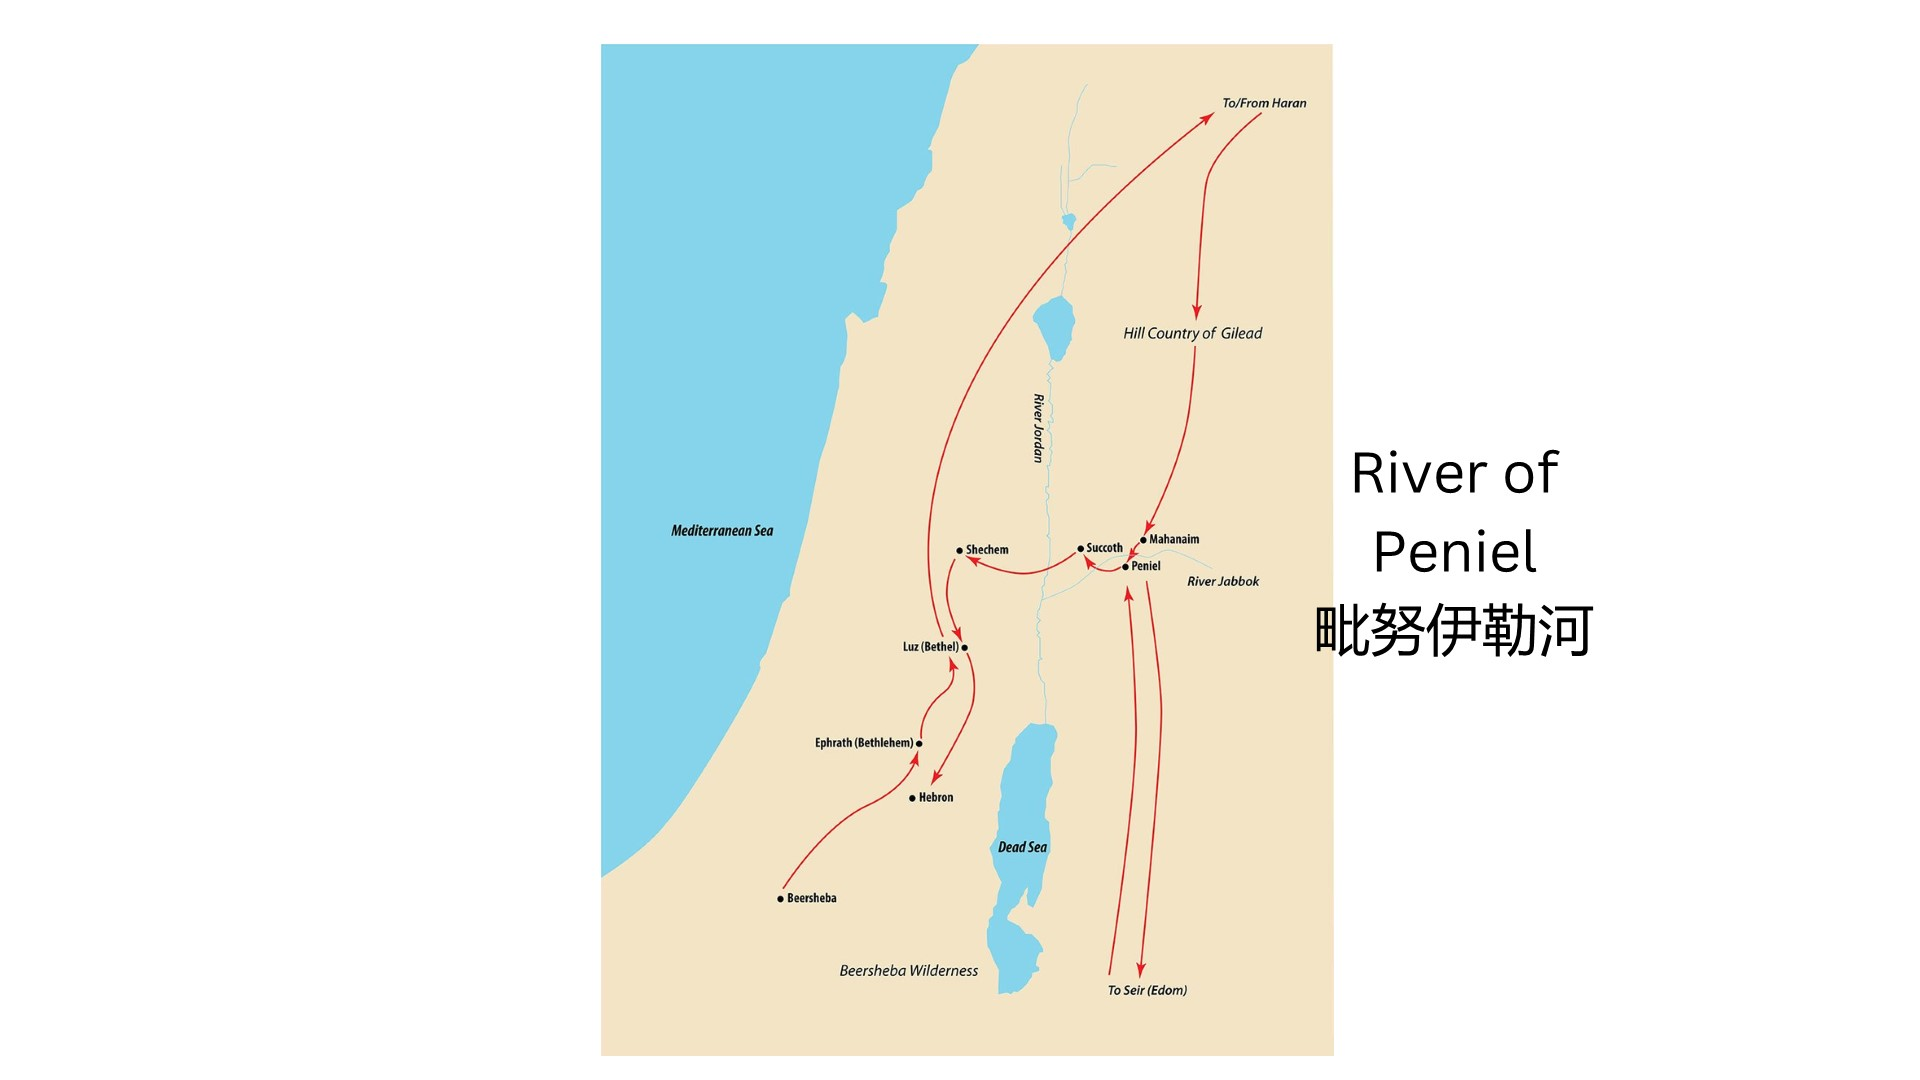 To/From Haran
Hill Country of Gilead
River Jordan
Mediterranean Sea
Mahanaim
Shechem
Succoth
Peniel
River Jabbok
Luz (Bethel)
Ephrath (Bethlehem)
Hebron
Dead Sea
Beersheba
Beersheba Wilderness
To Seir (Edom)
River of
Peniel
毗努伊勒河